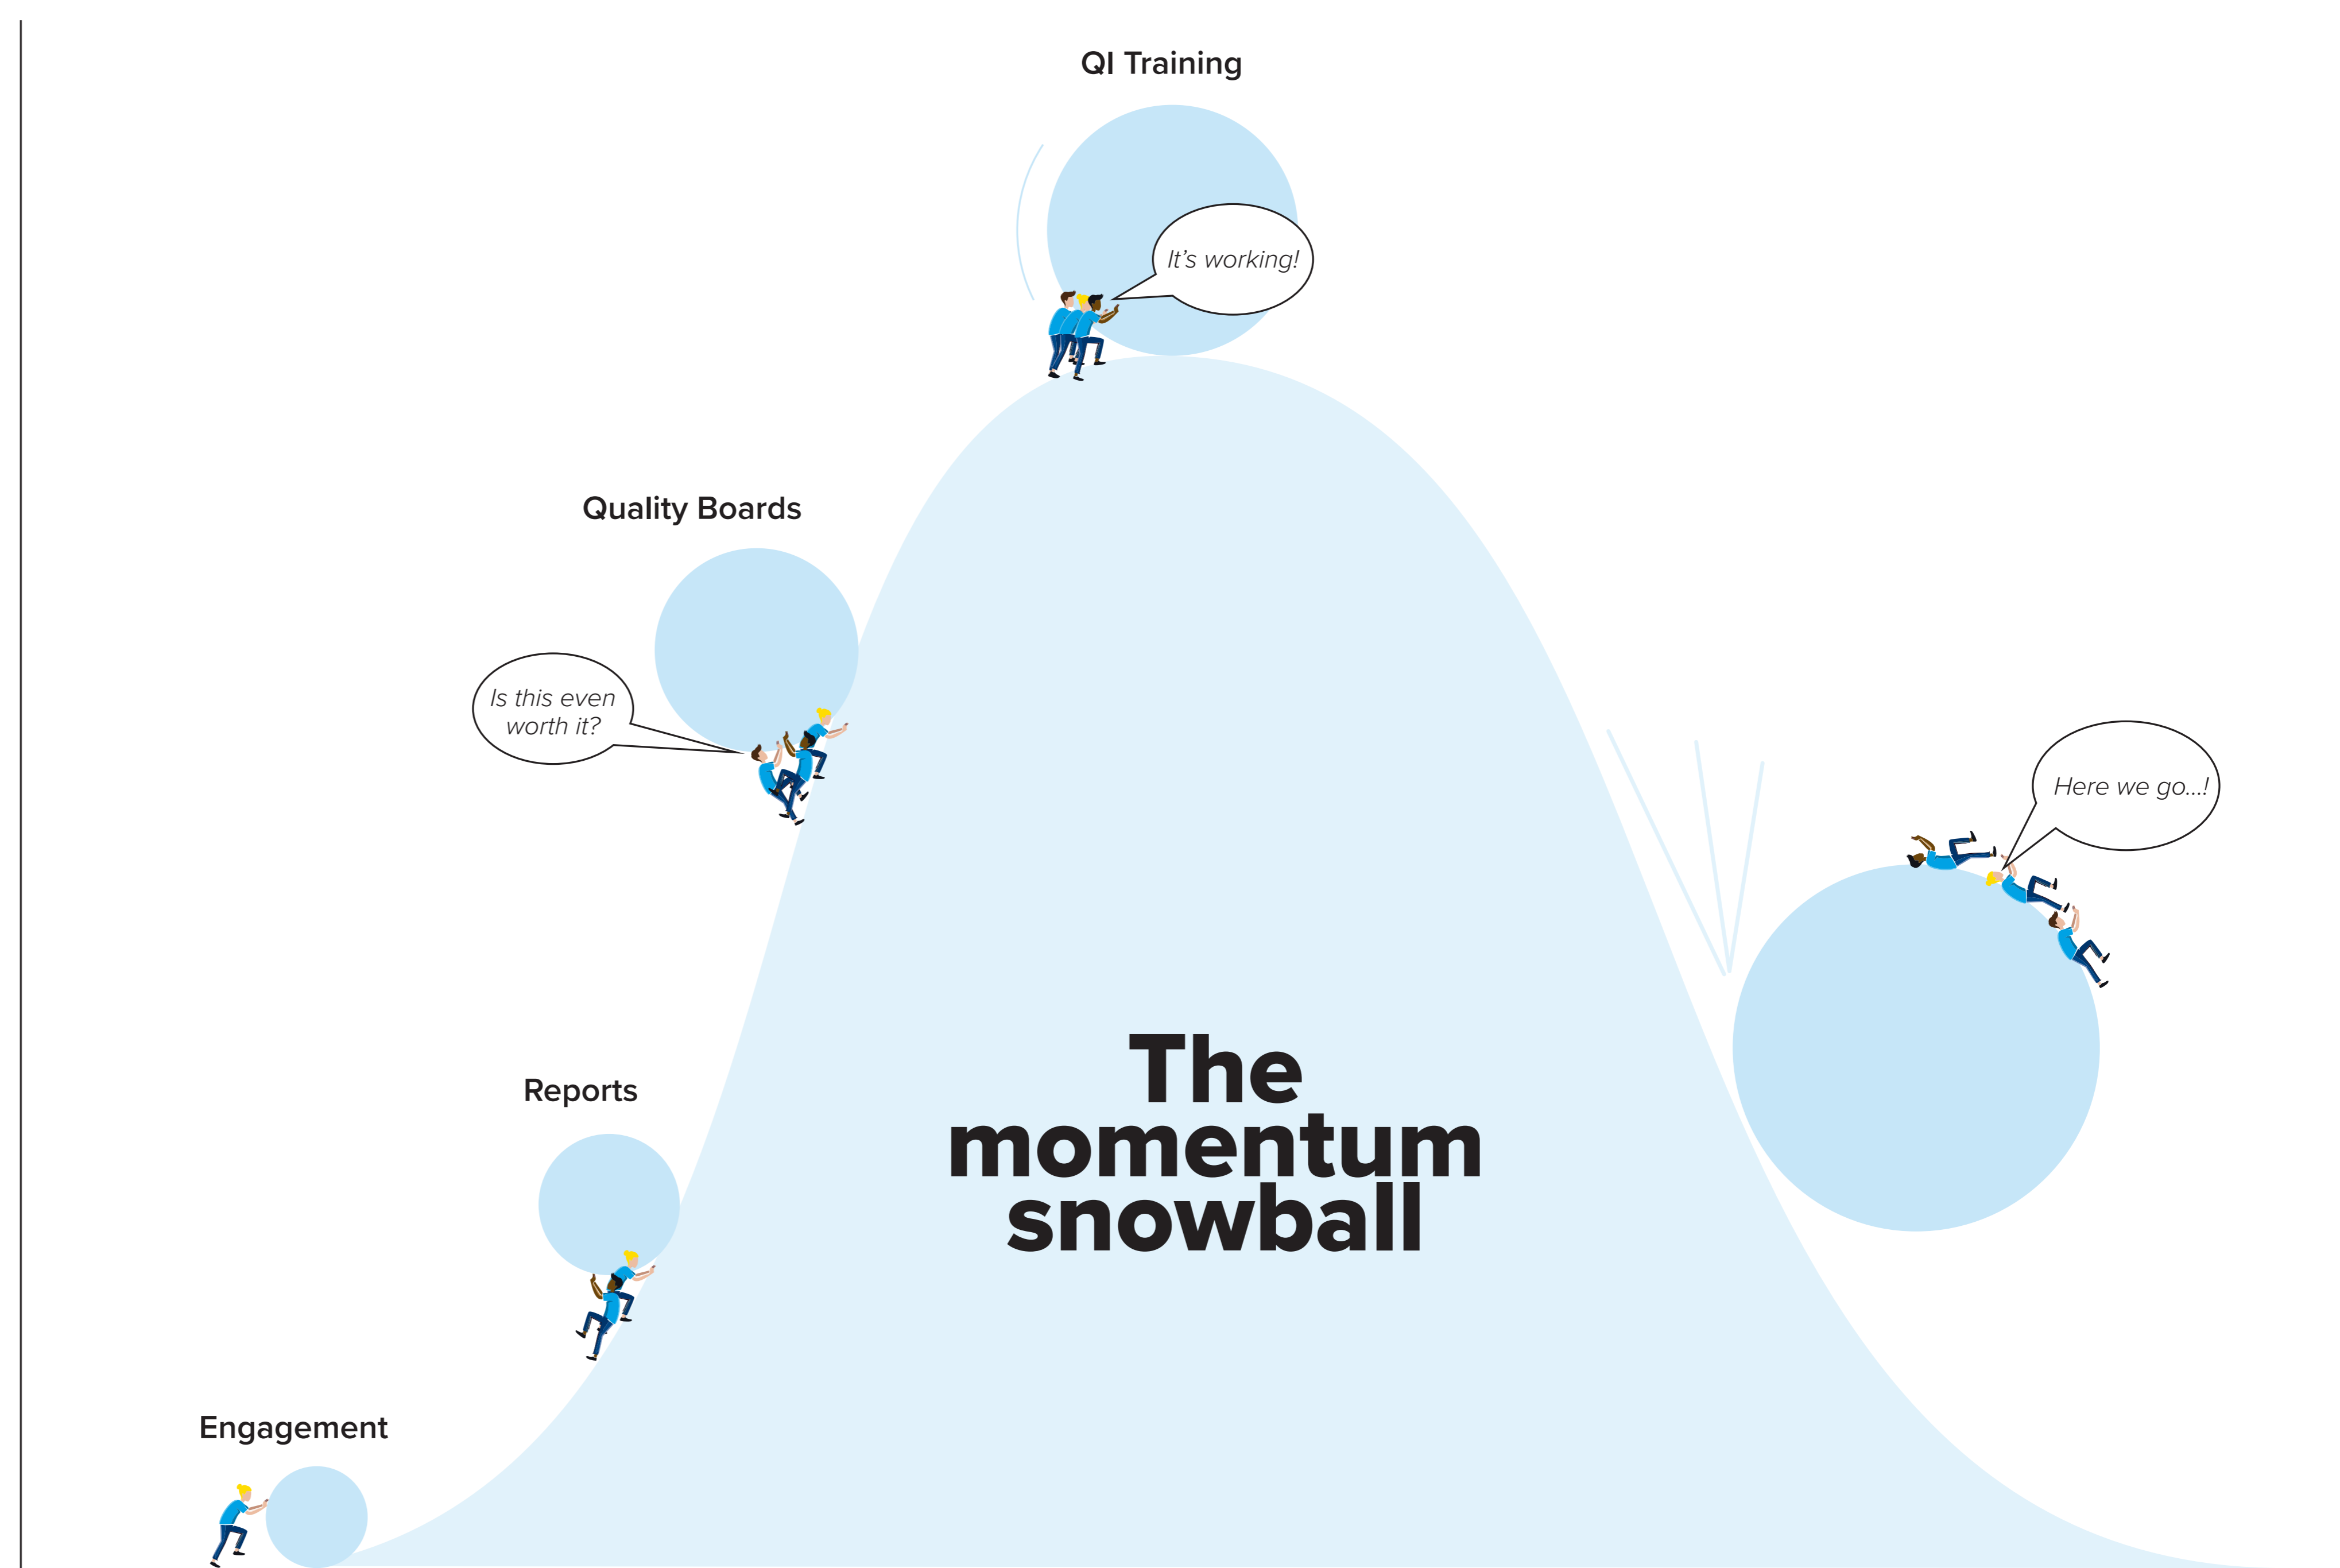 QI Training
It's working!
Quality Boards
Is this even
worth it?
Here we go...!
The
momentum
snowball
Reports
Engagement